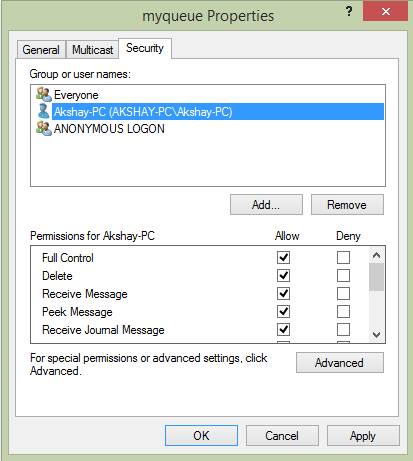 myqueue Properties
?
General
Multicast
Security
Group or user names:
Everyone
Akshay-PC (AKSHAY-PC\Akshay-PC)
ANONYMOUS LOGON
Add...
Remove
Permissions for Akshay-PC
Allow
Deny
Full Control
Delete
Receive Message
Peek Message
Receive Journal Message
For special permissions or advanced settings, click
Advanced.
Advanced
OK
Cancel
Apply